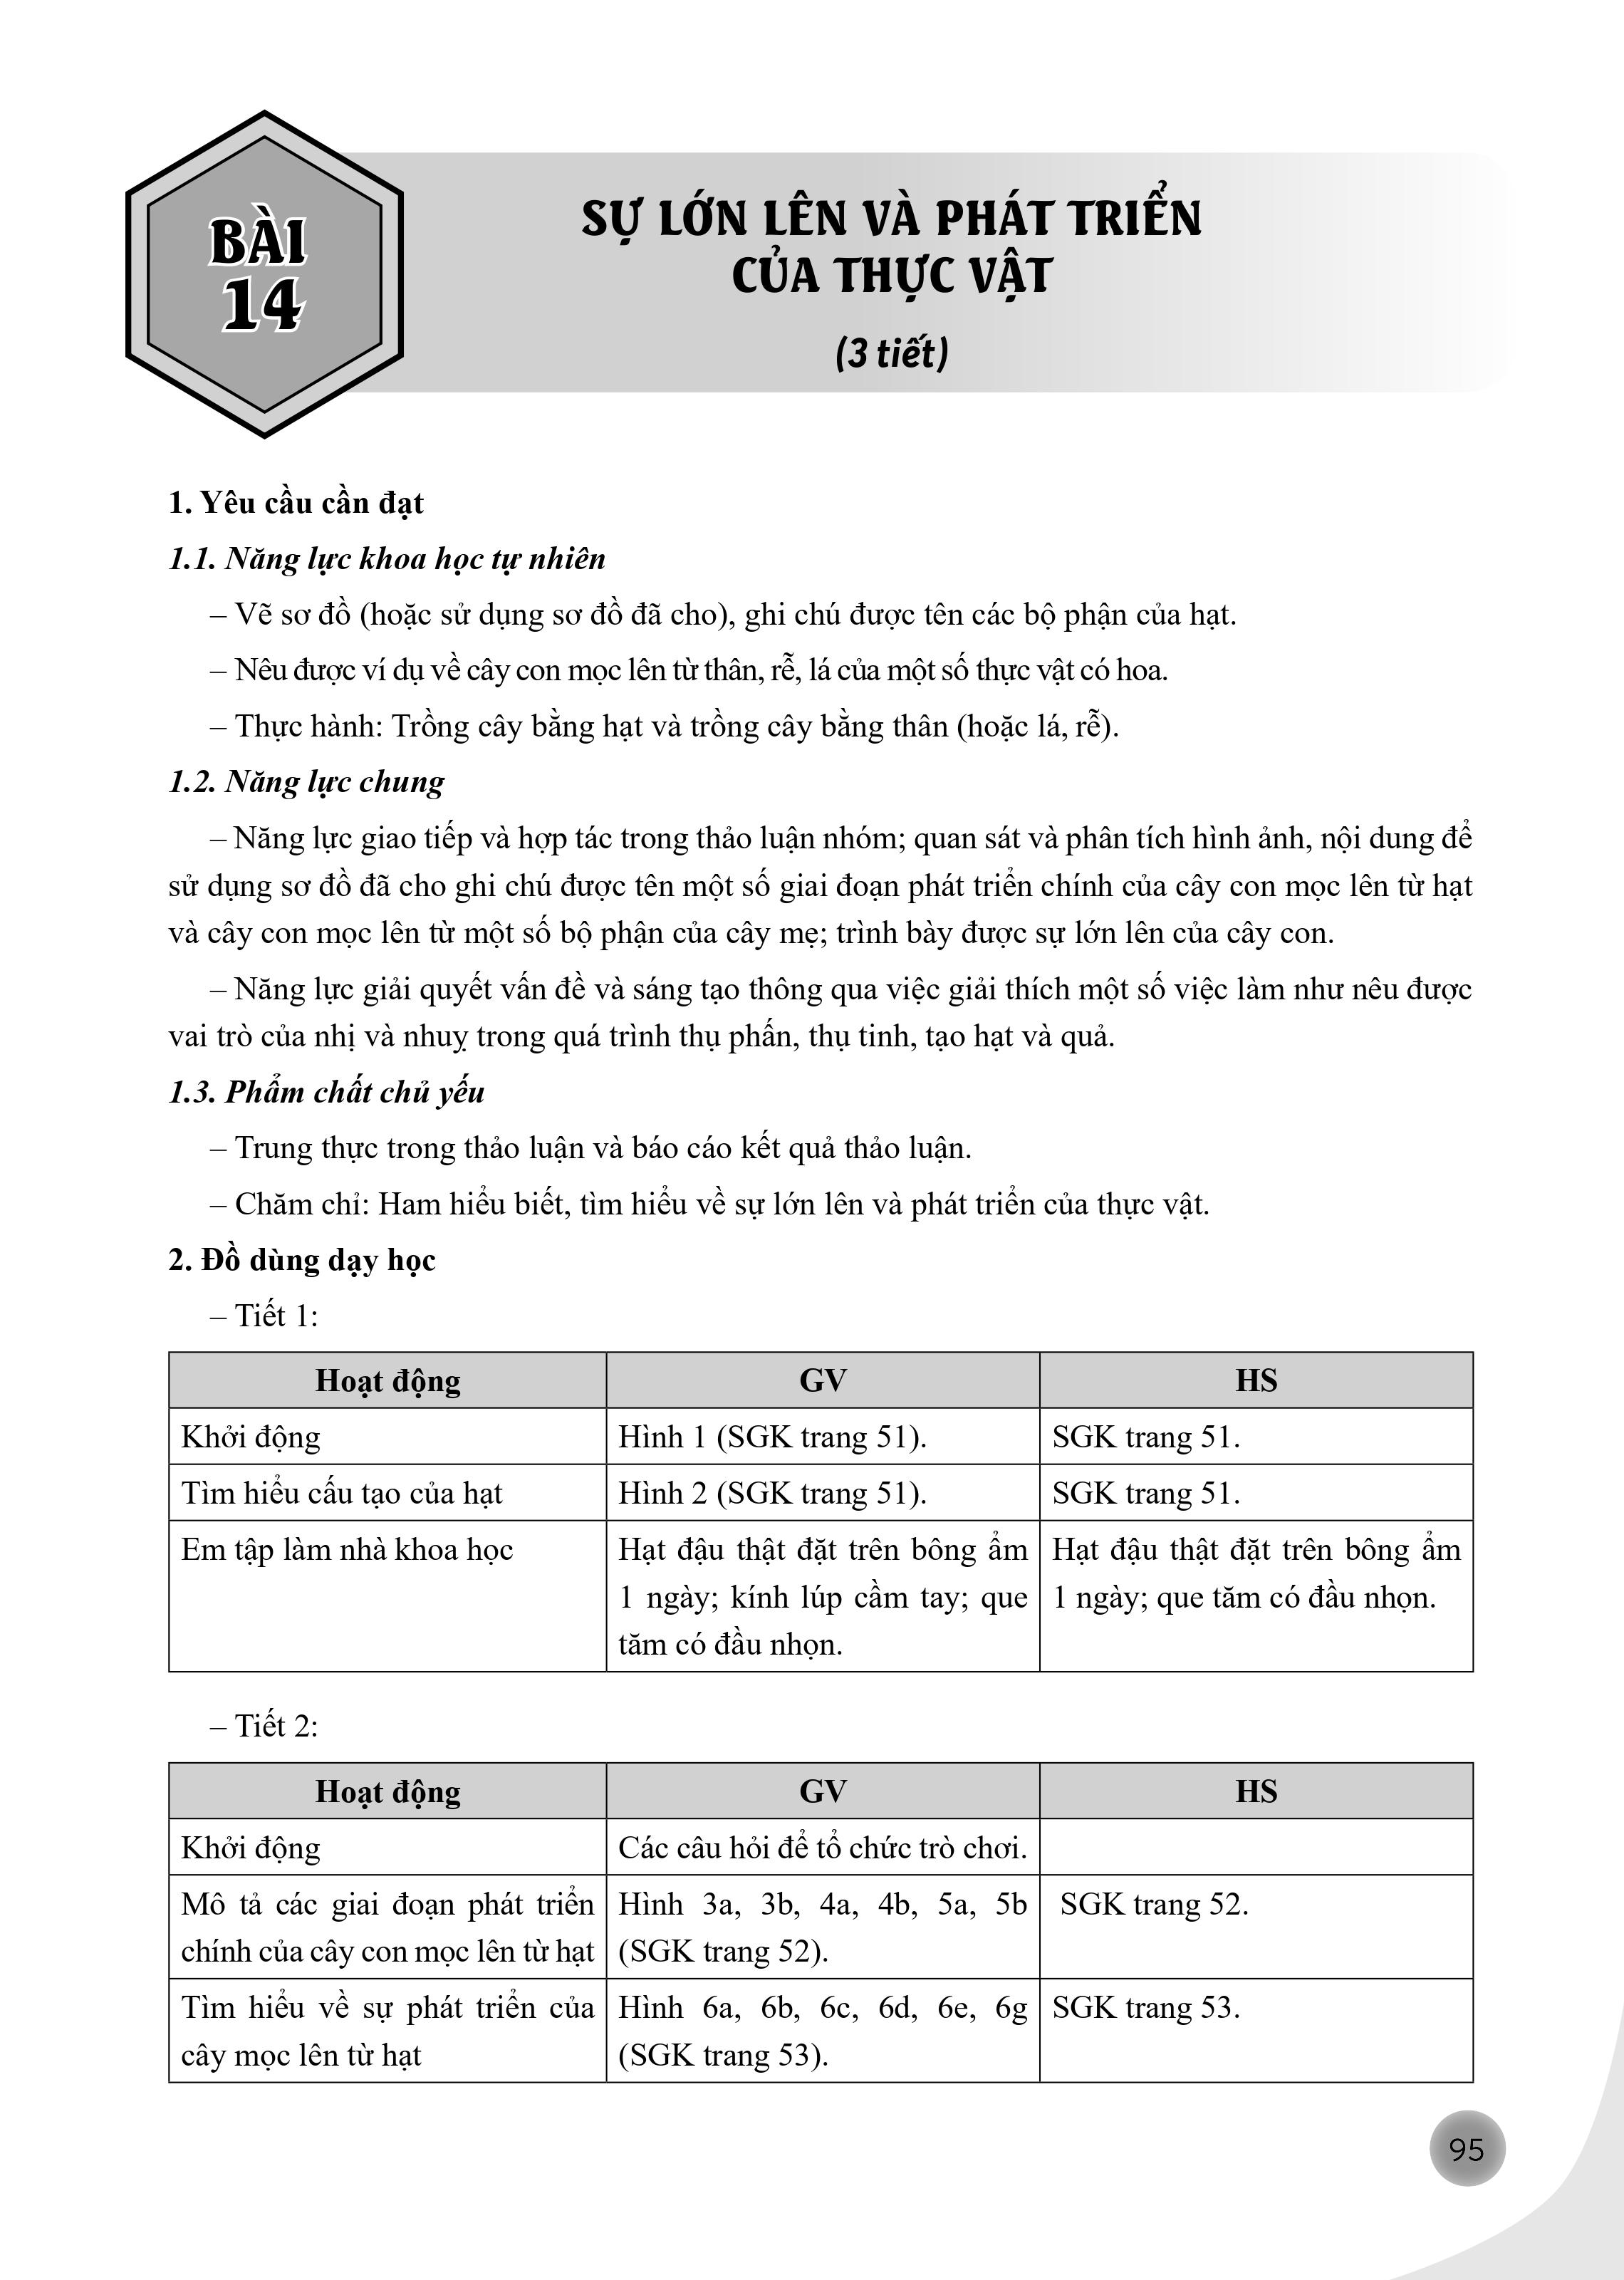 BÀI
14
SỰ LỚN LÊN VÀ PHÁT TRIỂN
CỦA THỰC VẬT
(3 tiết)
1. Yêu cầu cần đạt
1.1. Năng lực khoa học tự nhiên
– Vẽ sơ đồ (hoặc sử dụng sơ đồ đã cho), ghi chú được tên các bộ phận của hạt.
– Nêu được ví dụ về cây con mọc lên từ thân, rễ, lá của một số thực vật có hoa.
– Thực hành: Trồng cây bằng hạt và trồng cây bằng thân (hoặc lá, rễ).
1.2. Năng lực chung
– Năng lực giao tiếp và hợp tác trong thảo luận nhóm; quan sát và phân tích hình ảnh, nội dung để
sử dụng sơ đồ đã cho ghi chú được tên một số giai đoạn phát triển chính của cây con mọc lên từ hạt
và cây con mọc lên từ một số bộ phận của cây mẹ; trình bày được sự lớn lên của cây con.
– Năng lực giải quyết vấn đề và sáng tạo thông qua việc giải thích một số việc làm như nêu được
vai trò của nhị và nhuỵ trong quá trình thụ phấn, thụ tinh, tạo hạt và quả.
1.3. Phẩm chất chủ yếu
– Trung thực trong thảo luận và báo cáo kết quả thảo luận.
– Chăm chỉ: Ham hiểu biết, tìm hiểu về sự lớn lên và phát triển của thực vật.
2. Đồ dùng dạy học
– Tiết 1:
Hoạt động GV HS
Khởi động Hình 1 (SGK trang 51). SGK trang 51.
Tìm hiểu cấu tạo của hạt Hình 2 (SGK trang 51). SGK trang 51.
Em tập làm nhà khoa học Hạt đậu thật đặt trên bông ẩm Hạt đậu thật đặt trên bông ẩm
1 ngày; kính lúp cầm tay; que 1 ngày; que tăm có đầu nhọn.
tăm có đầu nhọn.
– Tiết 2:
Hoạt động GV HS
Khởi động Các câu hỏi để tổ chức trò chơi.
Mô tả các giai đoạn phát triển Hình 3a, 3b, 4a, 4b, 5a, 5b SGK trang 52.
chính của cây con mọc lên từ hạt (SGK trang 52).
Tìm hiểu về sự phát triển của Hình 6a, 6b, 6c, 6d, 6e, 6g SGK trang 53.
cây mọc lên từ hạt (SGK trang 53).
95